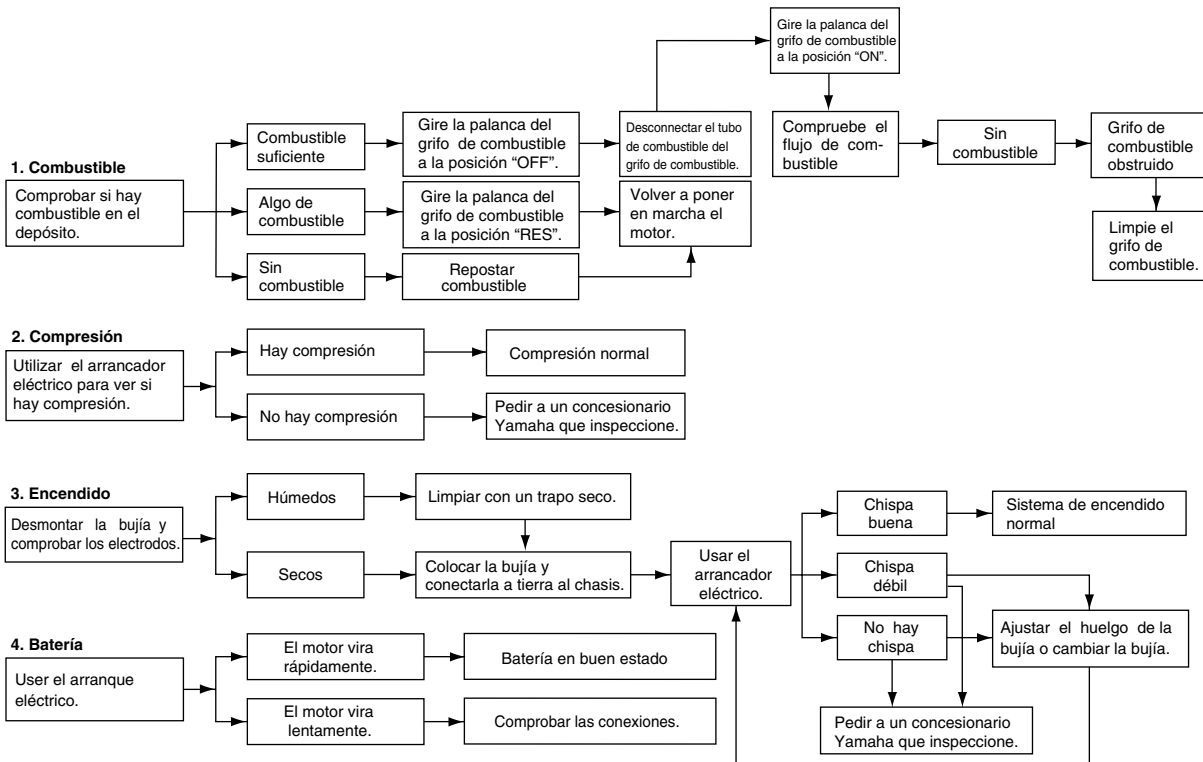 1. Combustible
Comprobar si hay
combustible en el
depósito.
Combustible
suficiente
Gire la palanca del
grifo de combustible
a la posición “OFF”.
Desconnectar el tubo
de combustible del
grifo de combustible.
Gire la palanca del
grifo de combustible
a la posición “ON”.
Compruebe el
flujo de com-
bustible
Sin
combustible
Grifo de
combustible
obstruido
Limpie el
grifo de
combustible.
Algo de
combustible
Gire la palanca del
grifo de combustible
a la posición “RES”.
Volver a poner
en marcha el
motor.
Sin
combustible
Repostar
combustible
2. Compresión
Utilizar el arrancador
eléctrico para ver si
hay compresión.
Hay compresión
Compresión normal
No hay compresión
Pedir a un concesionario
Yamaha que inspeccione.
3. Encendido
Desmontar la bujía y
comprobar los electrodos.
Húmedos
Limpiar con un trapo seco.
Secos
Colocar la bujía y
conectarla a tierra al chasis.
Usar el
arrancador
eléctrico.
Chispa
buena
Sistema de encendido
normal
Chispa
débil
No hay
chispa
Ajustar el huelgo de la
bujía o cambiar la bujía.
Pedir a un concesionario
Yamaha que inspeccione.
4. Batería
User el arranque
eléctrico.
El motor vira
rápidamente.
Batería en buen estado
El motor vira
lentamente.
Comprobar las conexiones.